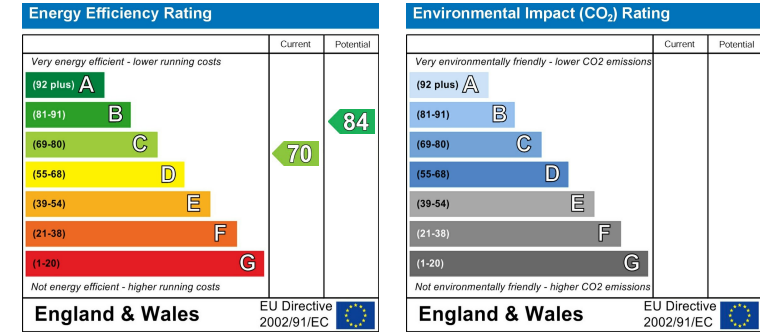 Energy Efficiency Rating
Current Potential
Very energy efficient - lower running costs
(92 plus) A
(81-91) B
84
(69-80) C
70
(55-68) D
(39-54) E
(21-38) F
(1-20) G
Not energy efficient - higher running costs
England & Wales
EU Directive
2002/91/EC
Environmental Impact (CO₂) Rating
Current Potential
Very environmentally friendly - lower CO2 emissions
(92 plus) A
(81-91) B
(69-80) C
(55-68) D
(39-54) E
(21-38) F
(1-20) G
Not environmentally friendly - higher CO2 emissions
England & Wales
EU Directive
2002/91/EC